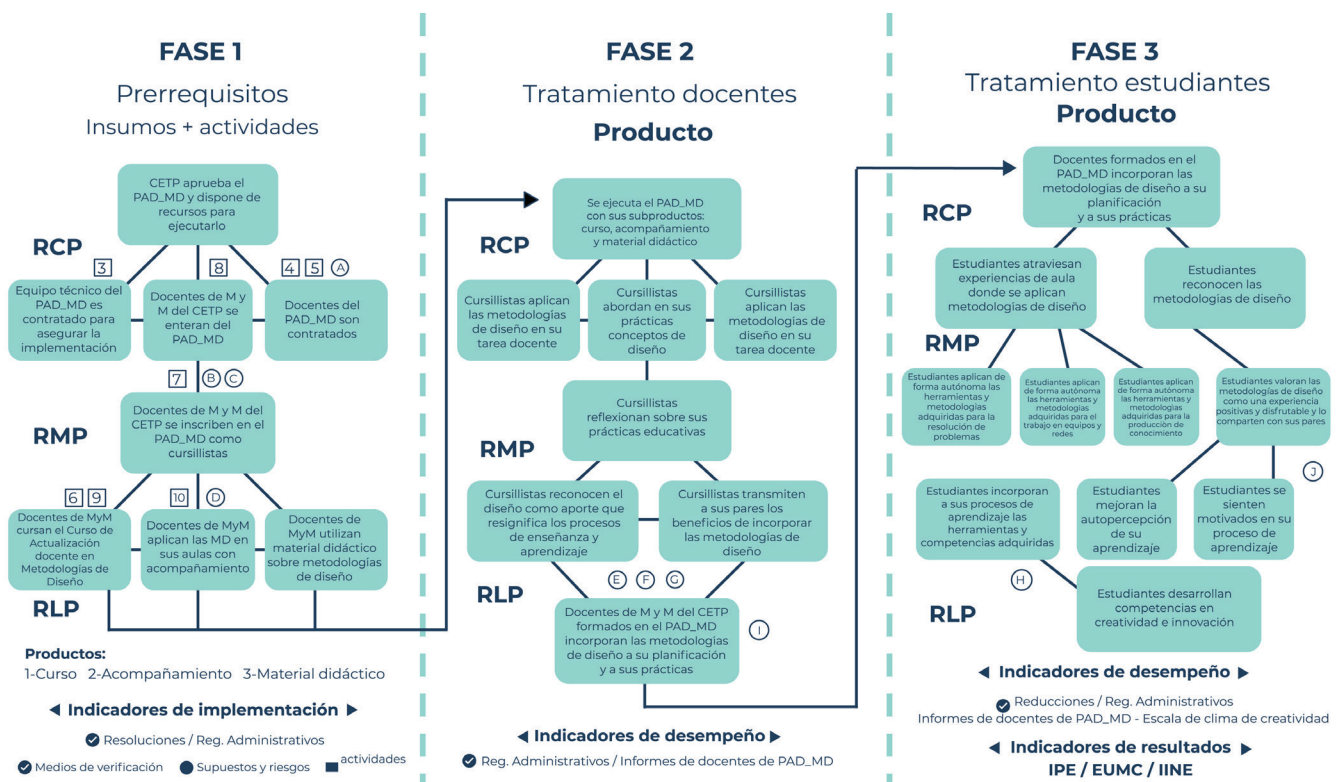 FASE 1
Prerrequisitos
Insumos + actividades
CETP aprueba el
PAD_MD y dispone de
recursos para
ejecutarlo
RCP
3
8
4 5 A
Equipo técnico del
PAD_MD es
contratado para
asegurar la
implementación
Docentes de M y
M del CETP se
enteran del
PAD_MD
Docentes del
PAD_MD son
contratados
7 B C
Docentes de M y M del
CETP se inscriben en el
PAD_MD como
cursillistas
RMP
6 9
10 D
Docentes de MyM
cursan el Curso de
Actualización
docente en
Metodologías de
Diseño
Docentes de MyM
aplican las MD en
sus aulas con
acompañamiento
Docentes de
MyM utilizan
material didáctico
sobre metodologías
de diseño
RLP
Productos:
1-Curso 2-Acompañamiento 3-Material didáctico
Indicadores de implementación
Resoluciones / Reg. Administrativos
Medios de verificación Supuestos y riesgos actividades
FASE 2
Tratamiento docentes
Producto
Se ejecuta el PAD_MD
con sus subproductos:
curso, acompañamiento
y material didáctico
RCP
Cursillistas aplican
las metodologías
de diseño en su
tarea docente
Cursillistas
abordan en sus
prácticas
conceptos de
diseño
Cursillistas
aplican las
metodologías de
diseño en su
tarea docente
Cursillistas
reflexionan sobre sus
prácticas educativas
RMP
Cursillistas reconocen el
diseño como aporte que
resignifica los procesos
de enseñanza y
aprendizaje
Cursillistas transmiten
a sus pares los
beneficios de incorporar
las metodologías de
diseño
E F G
RLP
Docentes de M y M del CETP
formados en el PAD_MD
incorporan las metodologías
de diseño a su planificación
y a sus prácticas
I
Indicadores de desempeño
Reg. Administrativos / Informes de docentes de PAD_MD
FASE 3
Tratamiento estudiantes
Producto
Docentes formados en el
PAD_MD incorporan las
metodologías de diseño a su
planificación
y a sus prácticas
RCP
Estudiantes atraviesan
experiencias de aula
donde se aplican
metodologías de diseño
Estudiantes
reconocen las
metodologías de diseño
RMP
Estudiantes aplican de
forma autónoma las
herramientas y
metodologías
adquiridas para la
resolución de
problemas
Estudiantes aplican
de forma autónoma
las herramientas y
metodologías
adquiridas para el
trabajo en equipos y
redes
Estudiantes aplican
de forma autónoma
las herramientas y
metodologías
adquiridas para la
producción de
conocimiento
Estudiantes valoran las
metodologías de diseño
como una experiencia
positivas y disfrutable y lo
comparten con sus pares
J
Estudiantes incorporan
a sus procesos de
aprendizaje las
herramientas y
competencias adquiridas
Estudiantes
mejoran la
autopercepción
de su
aprendizaje
Estudiantes se
sienten
motivados en su
proceso de
aprendizaje
H
RLP
Estudiantes desarrollan
competencias en
creatividad e innovación
Indicadores de desempeño
Reducciones / Reg. Administrativos
Informes de docentes de PAD_MD - Escala de clima de creatividad
Indicadores de resultados
IPE / EUMC / IINE